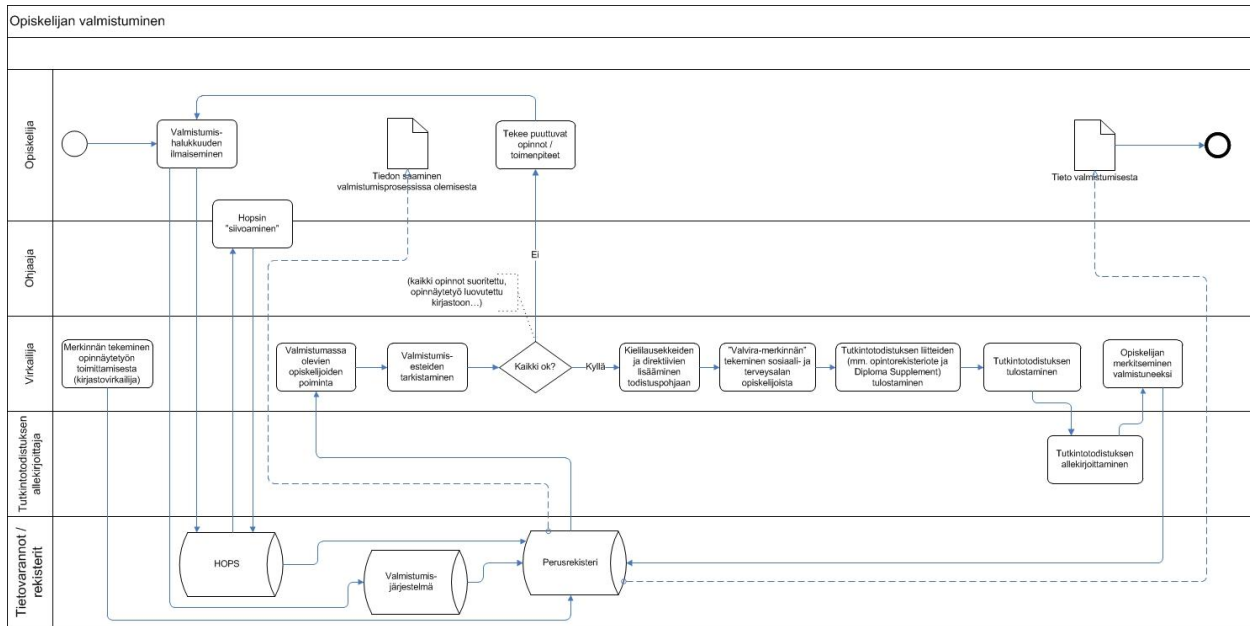 Opiskelijan valmistuminen
Opiskelija
Valmistumis-
halukkuuden
ilmaiseminen
Tiedon saaminen
valmistumisprosessissa olemisesta
Tekee puuttuvat
opinnot /
toimenpiteet
Tieto valmistumisesta
Hopsin
"siivoaminen"
Ohjaaja
Ei
(kaikki opinnot suoritettu,
opinnäytetyö luovutettu
kirjastoon…)
Virkailija
Merkinnän tekeminen
opinnäytetyön
toimittamisesta
(kirjastovirkailija)
Valmistumassa
olevien
opiskelijoiden
poiminta
Valmistumis-
esteiden
tarkistaminen
Kaikki ok?
Kyllä
Kielilausekkeiden
ja direktiivien
lisääminen
todistuspohjaan
"Valvira-merkinnän"
tekeminen sosiaali- ja
terveysalan
opiskelijoista
Tutkintotodistuksen liitteiden
(mm. opintorekisteriote ja
Diploma Supplement)
tulostaminen
Tutkintotodistuksen
tulostaminen
Opiskelijan
merkitseminen
valmistuneeksi
Tutkintotodistuksen
allekirjoittaja
Tutkintotodistuksen
allekirjoittaminen
Tietovarannot /
rekisterit
HOPS
Valmistumis-
järjestelmä
Perusrekisteri